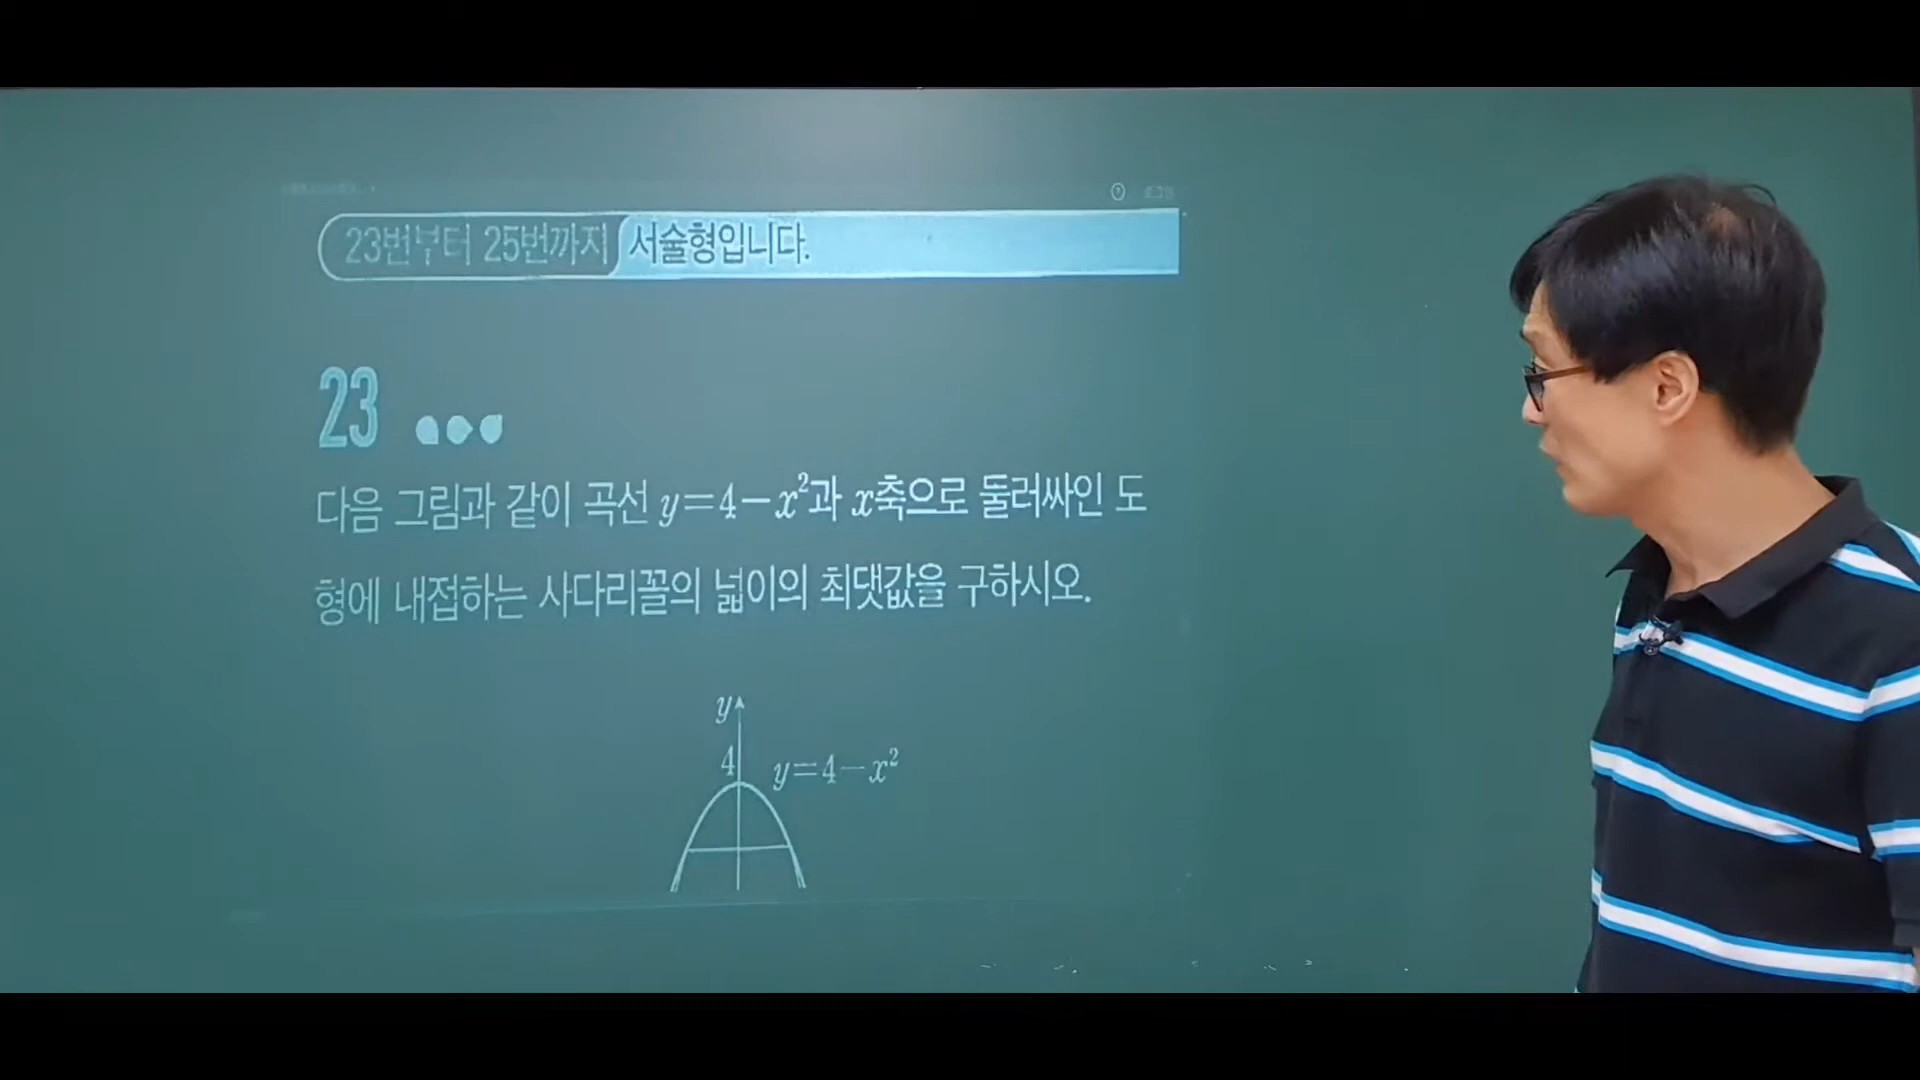 23번부터 25번까지 서술형입니다.
23
다음 그림과 같이 곡선 y=4-x²과 x축으로 둘러싸인 도
형에 내접하는 사다리꼴의 넓이의 최댓값을 구하시오.
y
4
y=4-x²